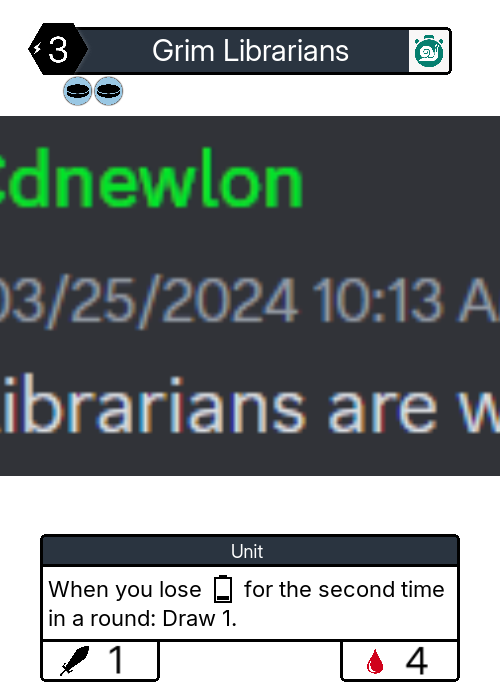 3
Grim Librarians
Cdnewlon
03/25/2024 10:13 A
Librarians are w
Unit
When you lose for the second time
in a round: Draw 1.
1
4